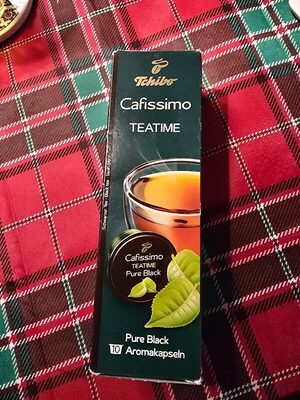 Tchibo
Cafissimo
TEATIME
Cafissimo
TEATIME
Pure Black
Pure Black
10 Aromakapseln